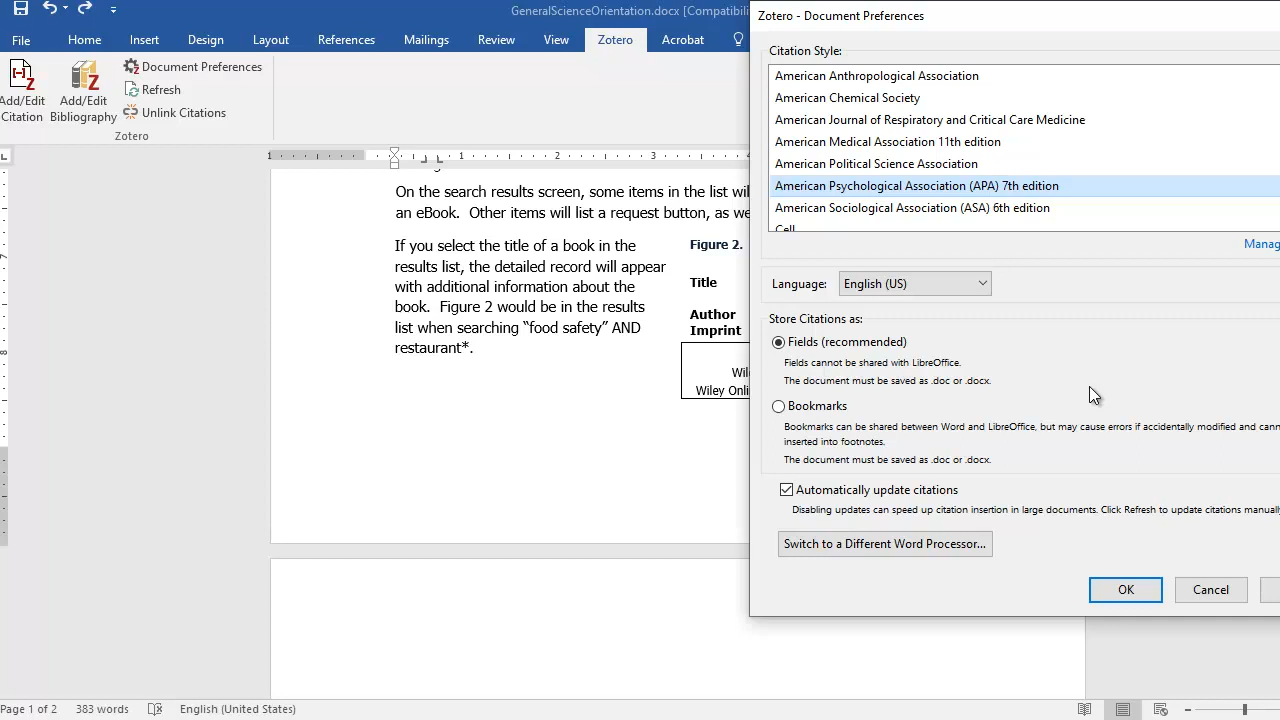 GeneralScienceOrientation.docx [Compatibili
File Home Insert Design Layout References Mailings Review View Zotero Acrobat
Add/Edit Citation
Add/Edit Bibliography
Document Preferences
Refresh
Unlink Citations
Zotero
1 1 2 3
7
8
On the search results screen, some items in the list wil
an eBook. Other items will list a request button, as we
If you select the title of a book in the
results list, the detailed record will appear
with additional information about the
book. Figure 2 would be in the results
list when searching “food safety” AND
restaurant*.
Figure 2.
Title
Author
Imprint
Wil
Wiley Onli
Zotero - Document Preferences
Citation Style:
American Anthropological Association
American Chemical Society
American Journal of Respiratory and Critical Care Medicine
American Medical Association 11th edition
American Political Science Association
American Psychological Association (APA) 7th edition
American Sociological Association (ASA) 6th edition
Cell
Manag
Language: English (US)
Store Citations as:
Fields (recommended)
Fields cannot be shared with LibreOffice.
The document must be saved as .doc or .docx.
Bookmarks
Bookmarks can be shared between Word and LibreOffice, but may cause errors if accidentally modified and cann
inserted into footnotes.
The document must be saved as .doc or .docx.
Automatically update citations
Disabling updates can speed up citation insertion in large documents. Click Refresh to update citations manually
Switch to a Different Word Processor...
OK Cancel
Page 1 of 2 383 words English (United States)